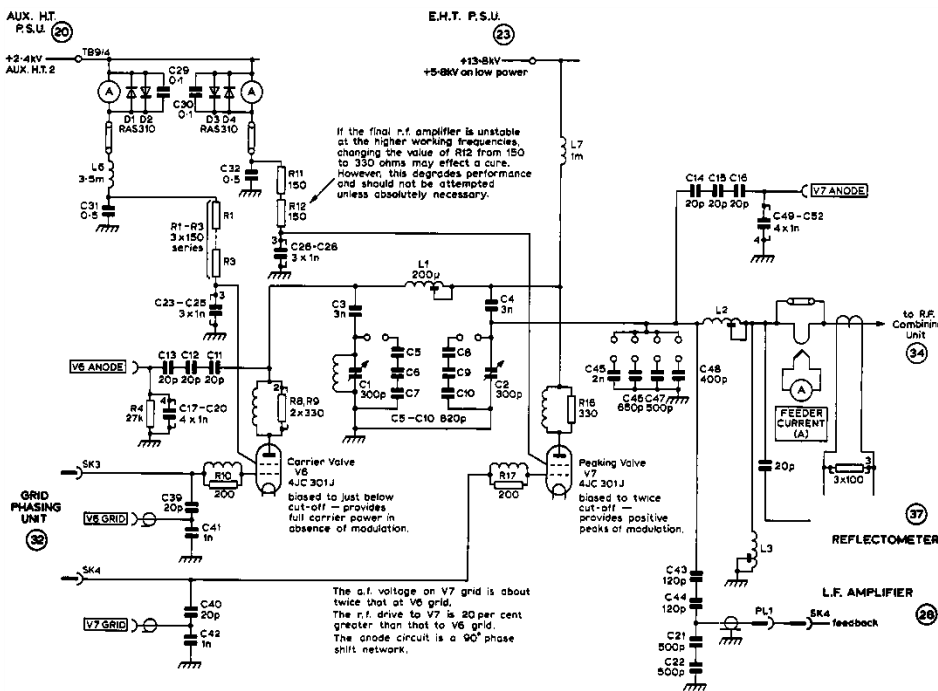 AUX. H.T.
P.S.U. 20
E.H.T. P.S.U.
23
+2·4kV
AUX. H.T. 2
TB9/4
+13·8kV
+5·8kV on low power
C29
0·1
C30
0·1
A
A
D1 D2
RAS310
D3 D4
RAS310
If the final r.f. amplifier is unstable
at the higher working frequencies,
changing the value of R12 from 150
to 330 ohms may effect a cure.
However, this degrades performance
and should not be attempted
unless absolutely necessary.
L7
1m
L6
3·5m
C32
0·5
R11
150
R12
150
C31
0·5
R1
R1-R3
3x150
series
R3
3
C26-C28
3 x 1n
C14 C15 C16
20p 20p 20p
V7 ANODE
C49-C52
4 x 1n
4
L1
200µ
3
C23-C25
3 x 1n
C3
3n
C4
3n
L2
to R.F.
Combining
Unit
34
V6 ANODE
C13 C12 C11
20p 20p 20p
C5
C6
C7
C8
C9
C10
C1
300p
C2
300p
C5-C10 820p
C45
2n
C46 C47
650p 500p
C48
400p
A
FEEDER
CURRENT
(A)
R4
27k
4
C17-C20
4 x 1n
2
R8,R9
2x330
R16
330
20p
3
3x100
SK3
R10
200
Carrier Valve
V6
4JC 301J
biased to just below
cut-off — provides
full carrier power in
absence of modulation.
R17
200
Peaking Valve
V7
4JC 301J
biased to twice
cut-off —
provides positive
peaks of modulation.
GRID
PHASING
UNIT
32
C39
20p
V6 GRID
C41
1n
37
REFLECTOMETER
L3
SK4
C40
20p
V7 GRID
C42
1n
The a.f. voltage on V7 grid is about
twice that at V6 grid.
The r.f. drive to V7 is 20 per cent
greater than that to V6 grid.
The anode circuit is a 90° phase
shift network.
C43
120p
C44
120p
C21
500p
C22
500p
PL1
SK4
feedback
L.F. AMPLIFIER
26